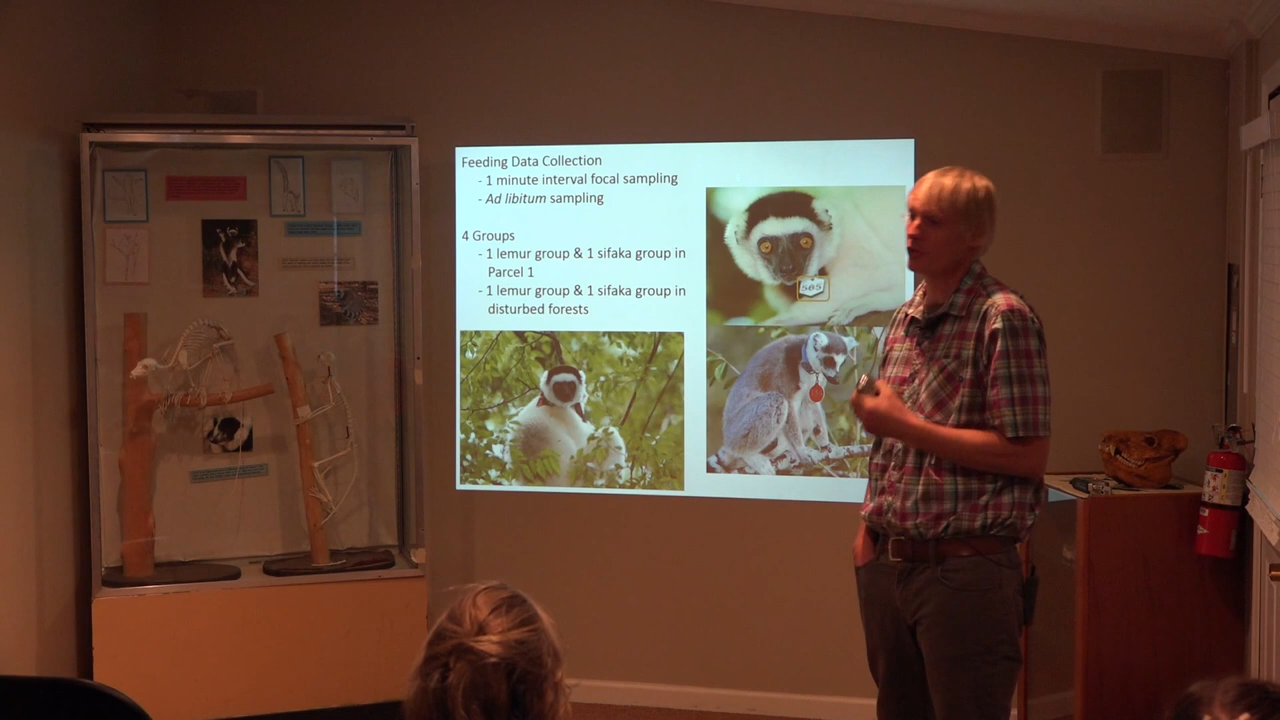 Feeding Data Collection
- 1 minute interval focal sampling
- Ad libitum sampling
4 Groups
- 1 lemur group & 1 sifaka group in
Parcel 1
- 1 lemur group & 1 sifaka group in
disturbed forests
565